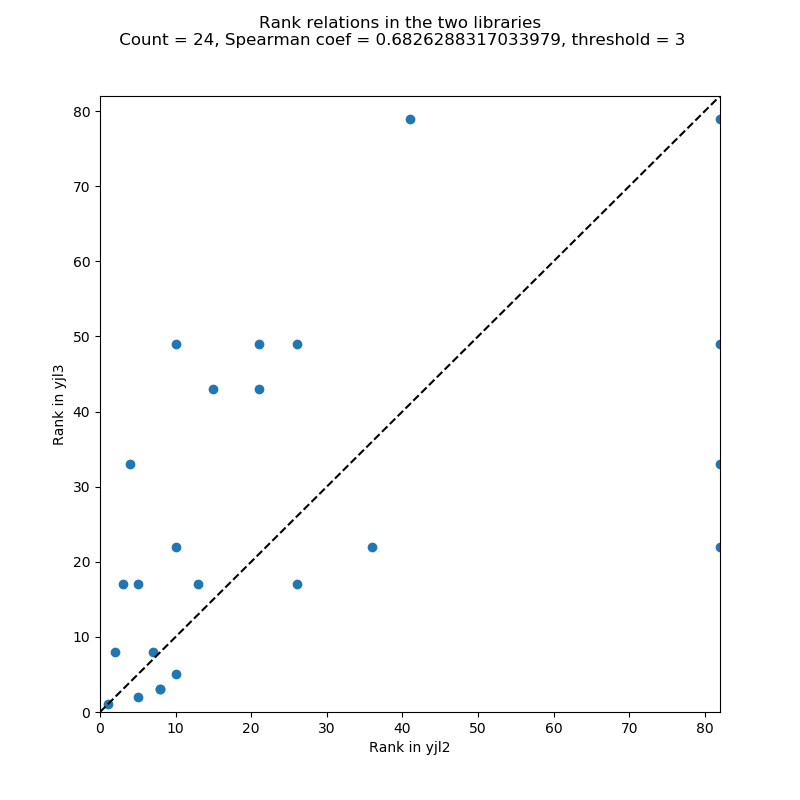 Rank relations in the two libraries
Count = 24, Spearman coef = 0.6826288317033979, threshold = 3
80
70
60
50
40
30
20
10
0
Rank in yjl3
0 10 20 30 40 50 60 70 80
Rank in yjl2